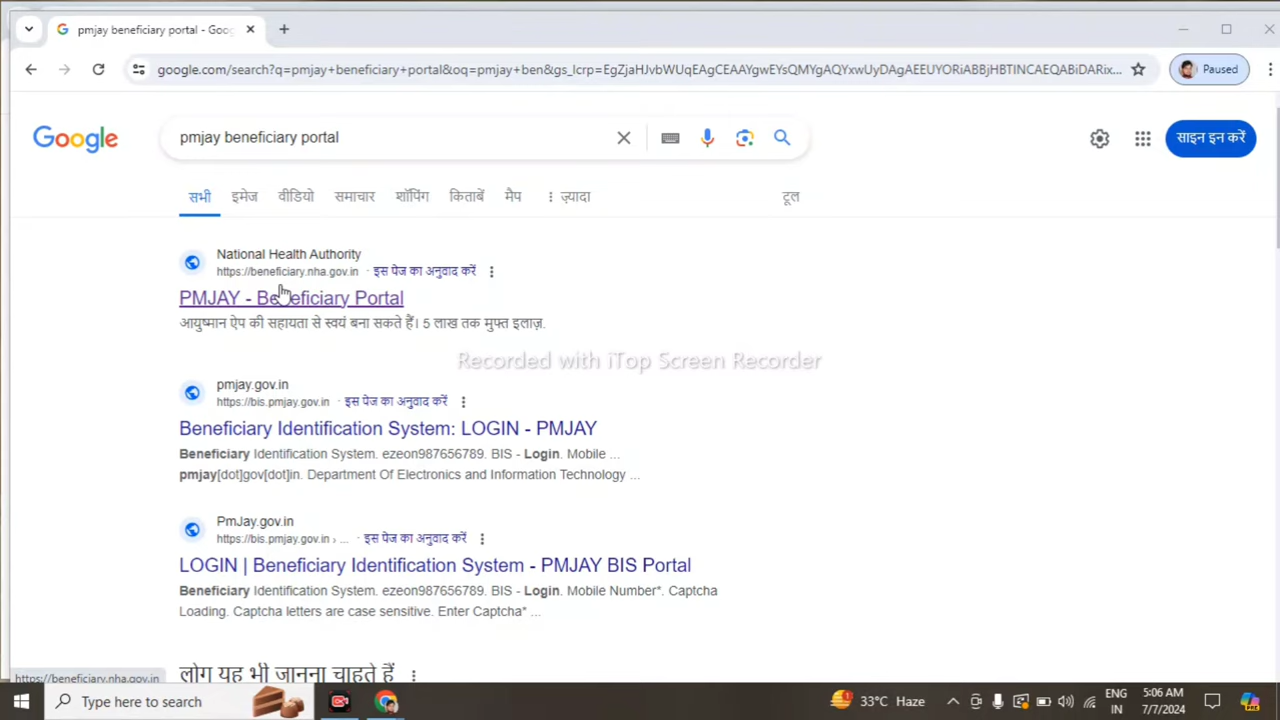 pmjay beneficiary portal - Goog
google.com/search?q=pmjay+beneficiary+portal&oq=pmjay+ben&gs_lcrp=EgZjaHJvbWUqEAgCEAAYgwEYsQMYgAQYxwUyDAgAEEUYORiABBjHBTINCAEQABiDARix...
Paused
Google
pmjay beneficiary portal
साइन इन करें
सभी इमेज वीडियो समाचार शॉपिंग किताबें मैप ज़्यादा टूल
National Health Authority
https://beneficiary.nha.gov.in · इस पेज का अनुवाद करें
PMJAY - Beneficiary Portal
आयुष्मान ऐप की सहायता से स्वयं बना सकते हैं। 5 लाख तक मुफ्त इलाज़.
Recorded with iTop Screen Recorder
pmjay.gov.in
https://bis.pmjay.gov.in · इस पेज का अनुवाद करें
Beneficiary Identification System: LOGIN - PMJAY
Beneficiary Identification System. ezeon987656789. BIS - Login. Mobile ...
pmjay[dot]gov[dot]in. Department Of Electronics and Information Technology ...
PmJay.gov.in
https://bis.pmjay.gov.in › ... · इस पेज का अनुवाद करें
LOGIN | Beneficiary Identification System - PMJAY BIS Portal
Beneficiary Identification System. ezeon987656789. BIS - Login. Mobile Number*. Captcha
Loading. Captcha letters are case sensitive. Enter Captcha* ...
लोग यह भी जानना चाहते हैं
https://beneficiary.nha.gov.in
Type here to search
33°C Haze
ENG
IN
5:06 AM
7/7/2024